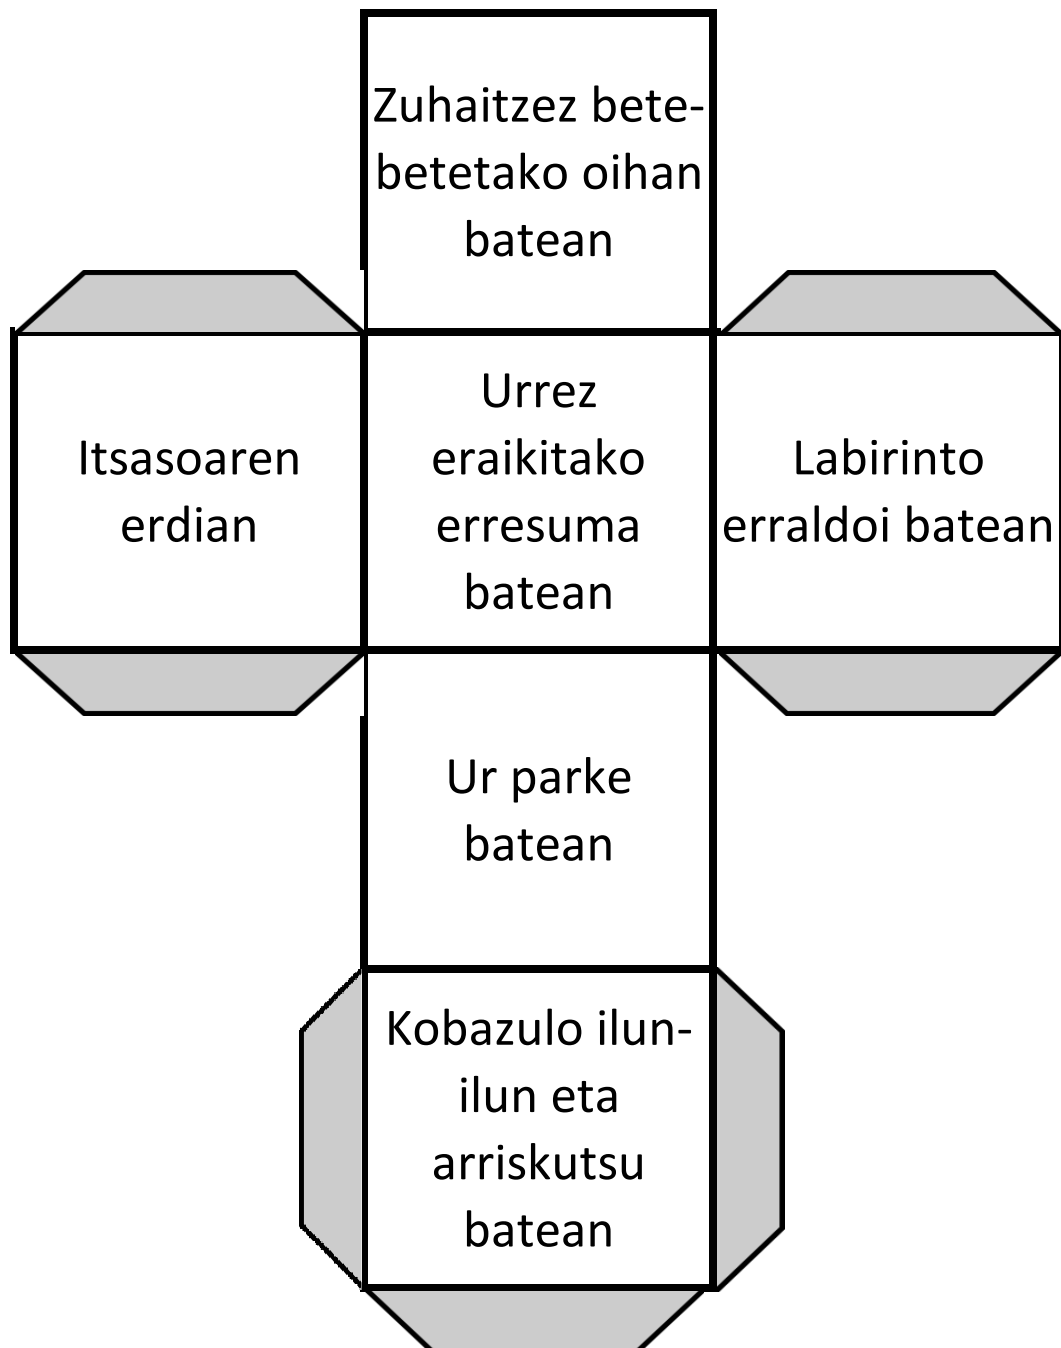 Zuhaitzez bete-
betetako oihan
batean
Itsasoaren
erdian
Urrez
eraikitako
erresuma
batean
Labirinto
erraldoi batean
Ur parke
batean
Kobazulo ilun-
ilun eta
arriskutsu
batean